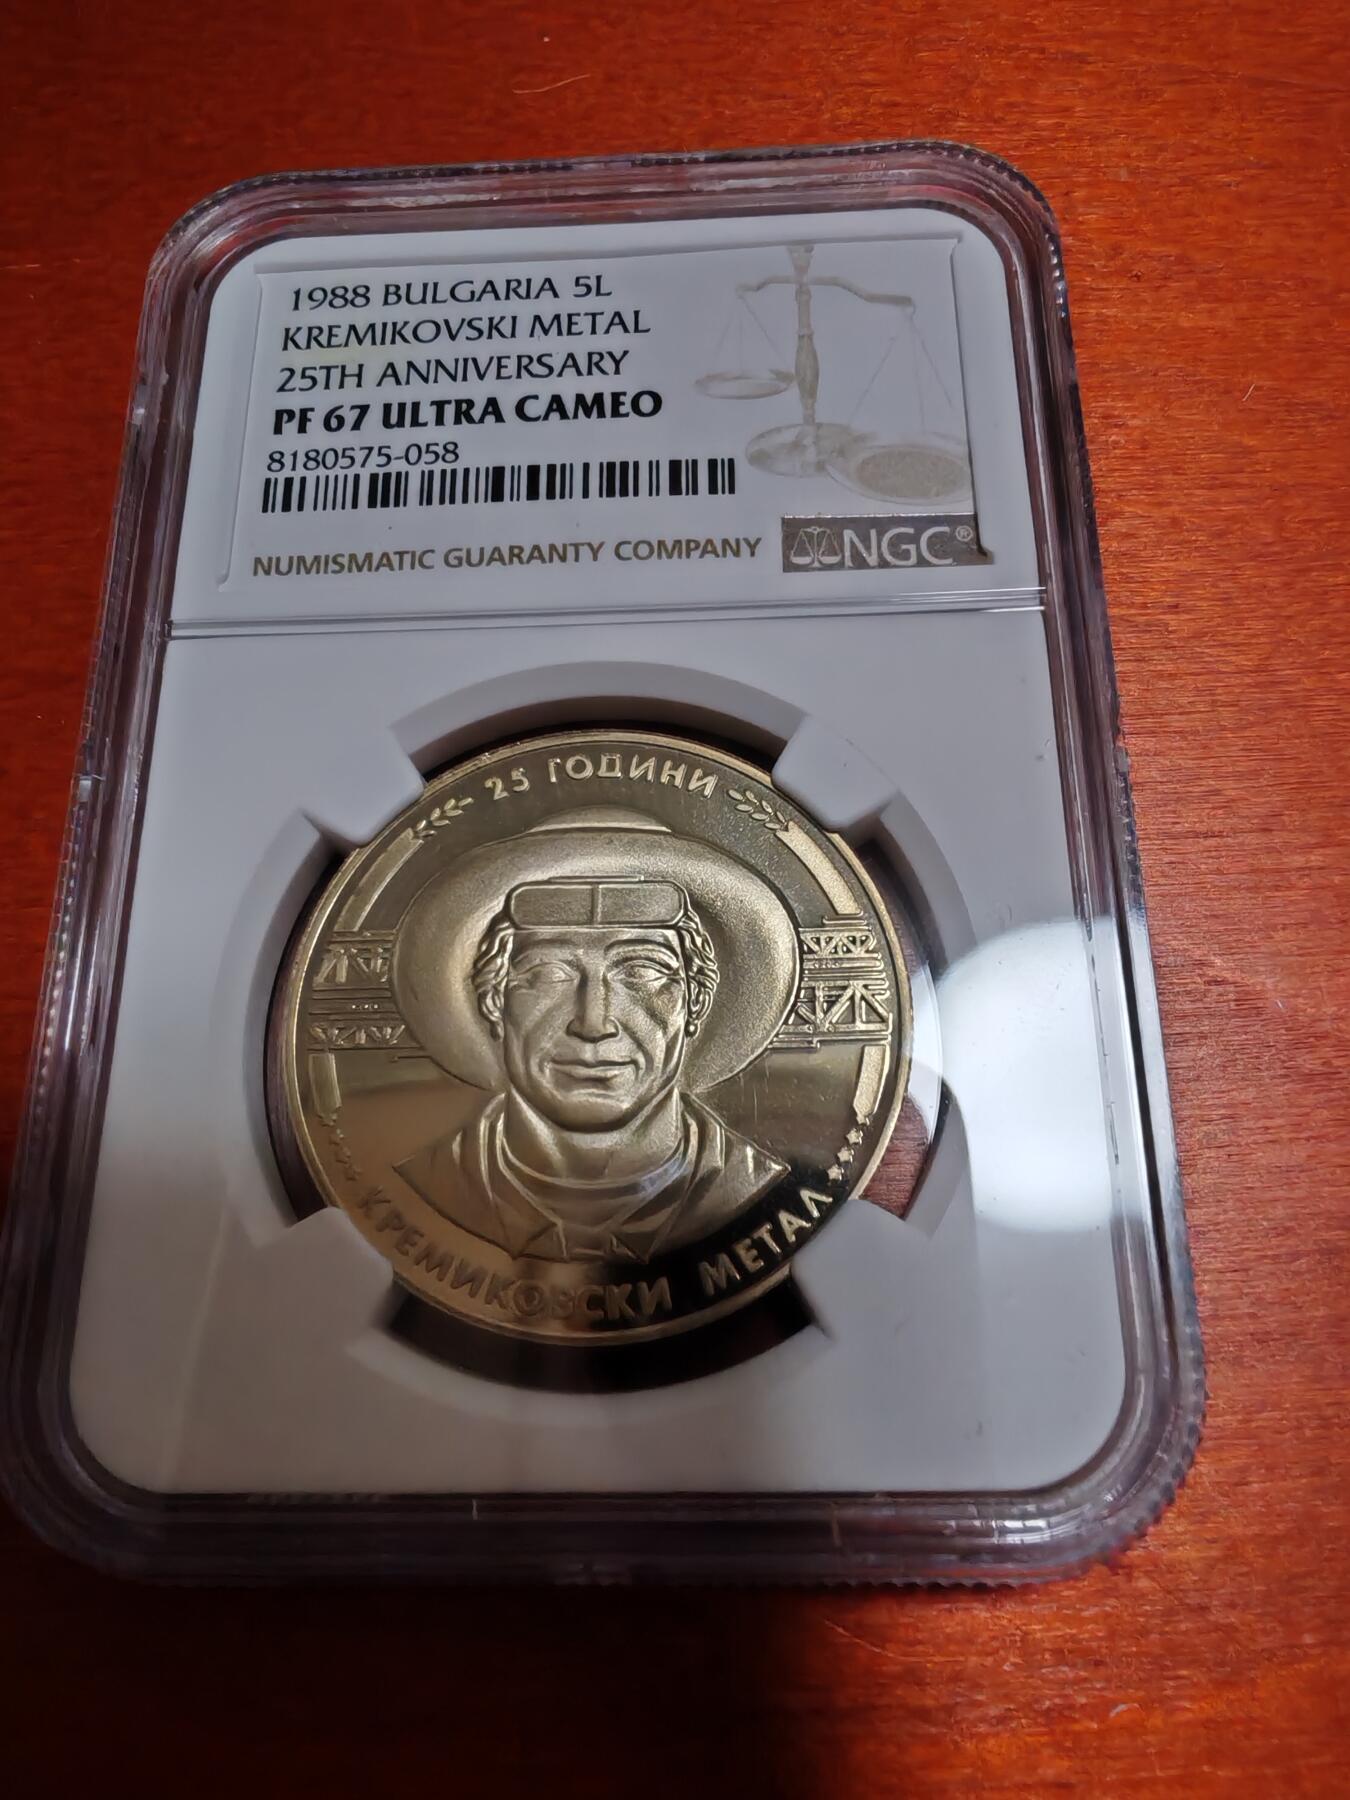 1988 BULGARIA 5L
KREMIKOVSKI METAL
25TH ANNIVERSARY
PF 67 ULTRA CAMEO
8180575-058
NUMISMATIC GUARANTY COMPANY
NGC®
25 ГОДИНИ
КРЕМИКОВСКИ МЕТАЛ